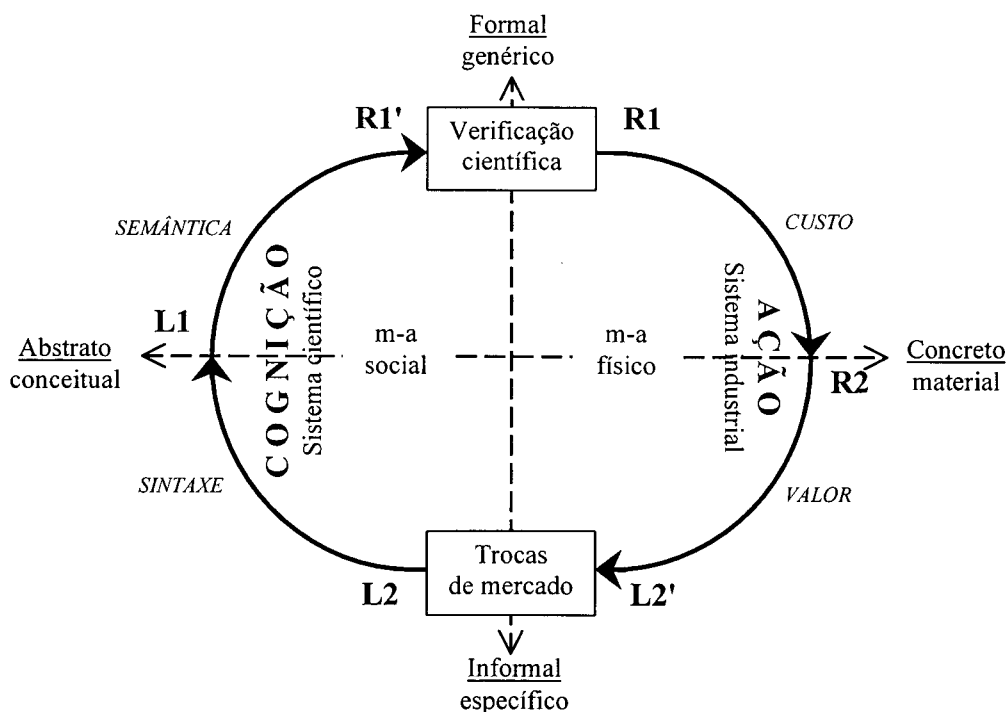 Formal
genérico
R1'
Verificação
científica
R1
SEMÂNTICA
CUSTO
COGNIÇÃO
Sistema científico
AÇÃO
Sistema industrial
L1
m-a
social
m-a
físico
Abstrato
conceitual
Concreto
material
R2
SINTAXE
VALOR
Trocas
de mercado
L2
L2'
Informal
específico